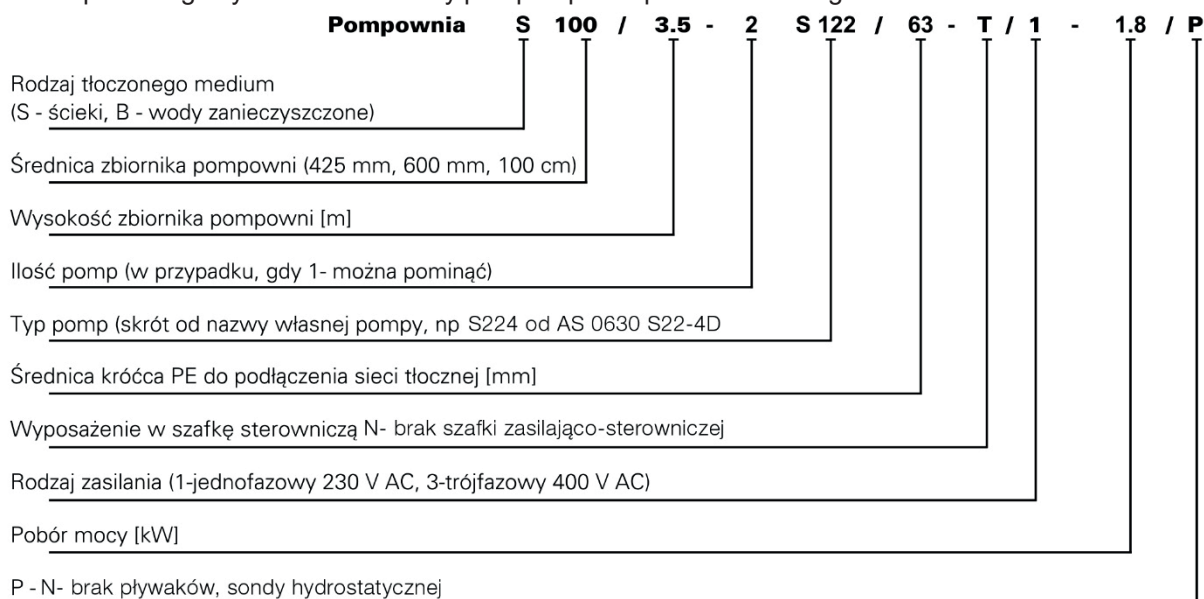 Pompownia S 100 / 3.5 - 2 S 122 / 63 - T / 1 - 1.8 / P
Rodzaj tłoczonego medium
(S - ścieki, B - wody zanieczyszczone)
Średnica zbiornika pompowni (425 mm, 600 mm, 100 cm)
Wysokość zbiornika pompowni [m]
Ilość pomp (w przypadku, gdy 1- można pominąć)
Typ pomp (skrót od nazwy własnej pompy, np S224 od AS 0630 S22-4D
Średnica króćca PE do podłączenia sieci tłocznej [mm]
Wyposażenie w szafkę sterowniczą N- brak szafki zasilająco-sterowniczej
Rodzaj zasilania (1-jednofazowy 230 V AC, 3-trójfazowy 400 V AC)
Pobór mocy [kW]
P - N- brak pływaków, sondy hydrostatycznej